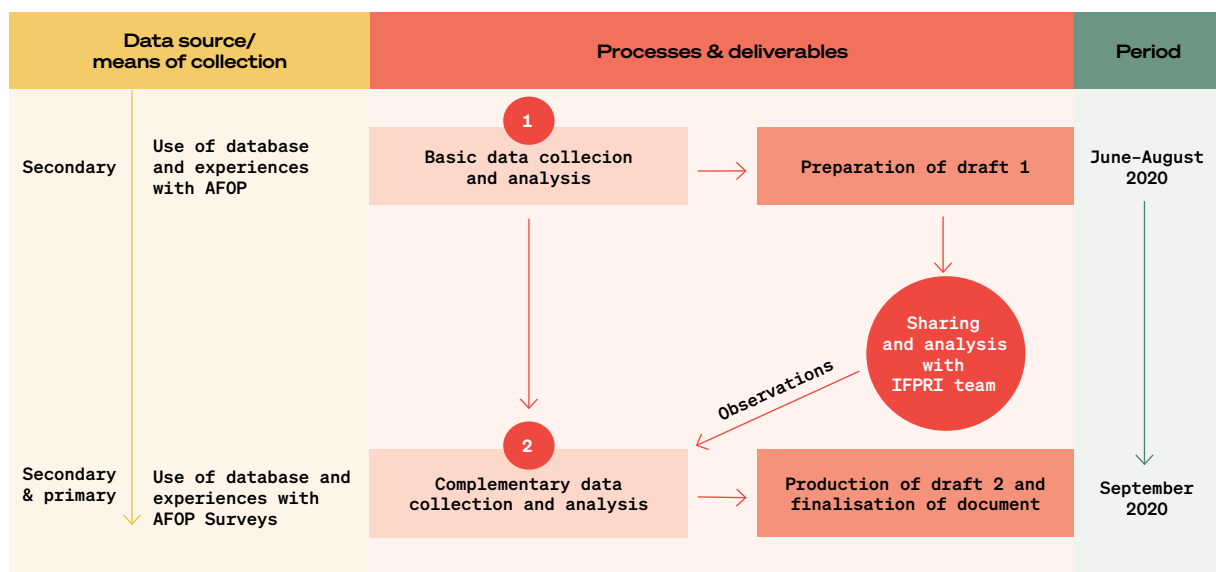 Data source/
means of collection
Processes & deliverables
Period
Secondary
Use of database
and experiences
with AFOP
1
Basic data collecion
and analysis
Preparation of draft 1
June–August
2020
Sharing
and analysis
with
IFPRI team
Observations
Secondary
& primary
Use of database and
experiences with
AFOP Surveys
2
Complementary data
collection and analysis
Production of draft 2 and
finalisation of document
September
2020